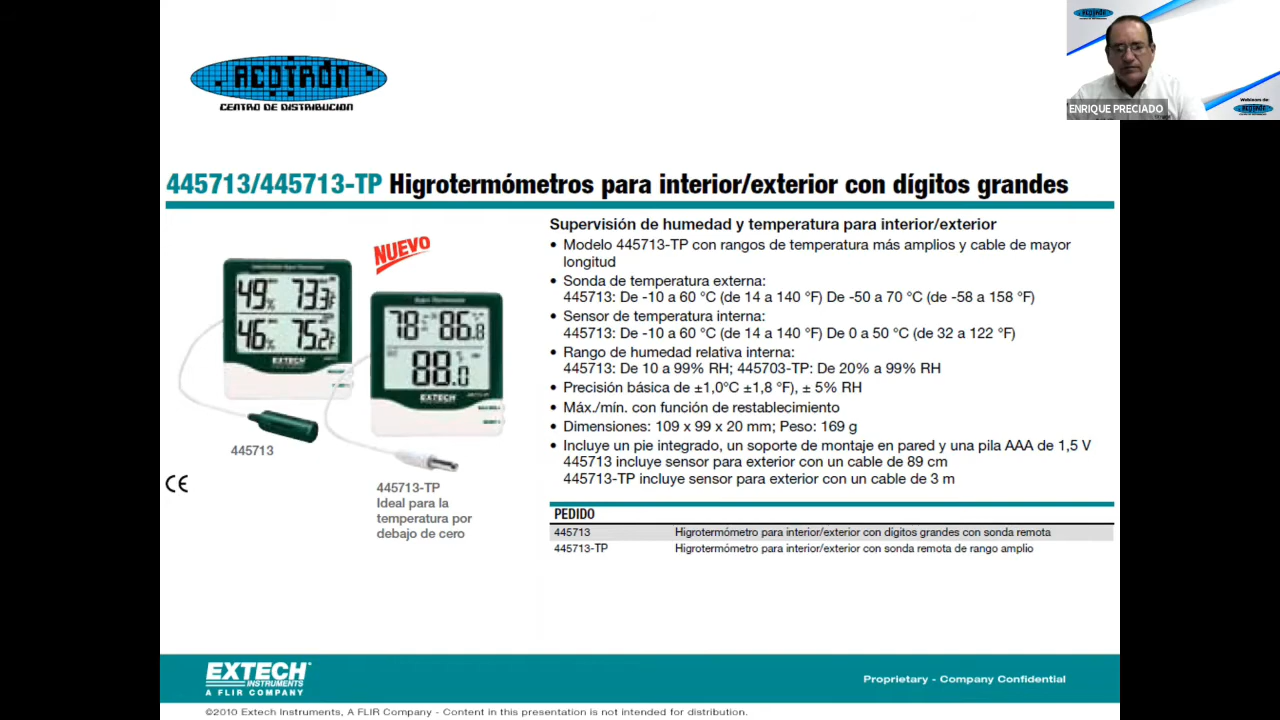 ACOTRÓN
CENTRO DE DISTRIBUCIÓN
ENRIQUE PRECIADO
Webinars de:
445713/445713-TP Higrotermómetros para interior/exterior con dígitos grandes
NUEVO
49% 73.3°F
46% 75.2°F
EXTECH
78 86.8
88.0
EXTECH
445713
CE
445713-TP
Ideal para la
temperatura por
debajo de cero
Supervisión de humedad y temperatura para interior/exterior
• Modelo 445713-TP con rangos de temperatura más amplios y cable de mayor
longitud
• Sonda de temperatura externa:
445713: De -10 a 60 °C (de 14 a 140 °F) De -50 a 70 °C (de -58 a 158 °F)
• Sensor de temperatura interna:
445713: De -10 a 60 °C (de 14 a 140 °F) De 0 a 50 °C (de 32 a 122 °F)
• Rango de humedad relativa interna:
445713: De 10 a 99% RH; 445703-TP: De 20% a 99% RH
• Precisión básica de ±1,0°C ±1,8 °F), ± 5% RH
• Máx./mín. con función de restablecimiento
• Dimensiones: 109 x 99 x 20 mm; Peso: 169 g
• Incluye un pie integrado, un soporte de montaje en pared y una pila AAA de 1,5 V
445713 incluye sensor para exterior con un cable de 89 cm
445713-TP incluye sensor para exterior con un cable de 3 m
PEDIDO
445713 Higrotermómetro para interior/exterior con dígitos grandes con sonda remota
445713-TP Higrotermómetro para interior/exterior con sonda remota de rango amplio
EXTECH
INSTRUMENTS
A FLIR COMPANY
Proprietary - Company Confidential
©2010 Extech Instruments, A FLIR Company - Content in this presentation is not intended for distribution.